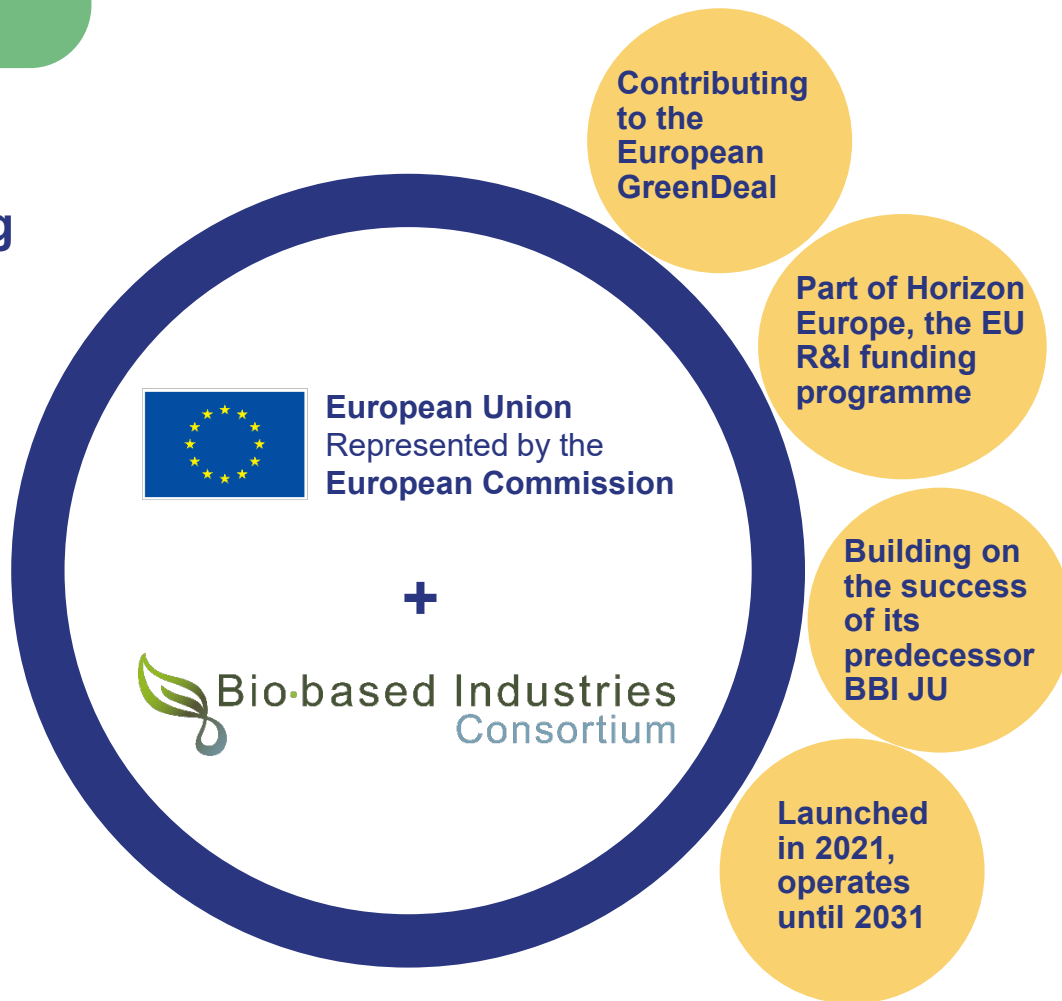 g
Contributing
to the
European
GreenDeal
Part of Horizon
Europe, the EU
R&I funding
programme
European Union
Represented by the
European Commission
+
Bio·based Industries
Consortium
Building on
the success
of its
predecessor
BBI JU
Launched
in 2021,
operates
until 2031